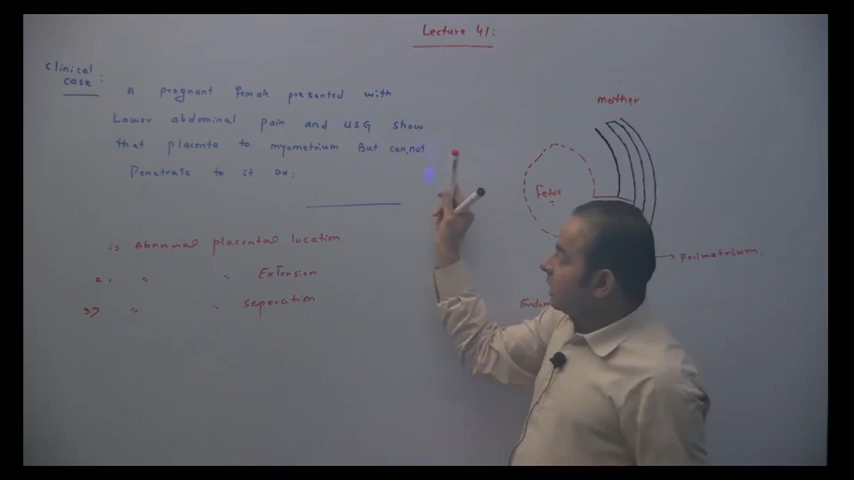 Lecture 41:
Clinical
case:
A pregnant Female presented with
Lower abdominal pain and USG show
that placenta to myometrium But can,not
Penetrate to it Dx:
mother
Fetus
Perimetrium
is Abnormal placental location
2. " " Extension
3> " " seperation